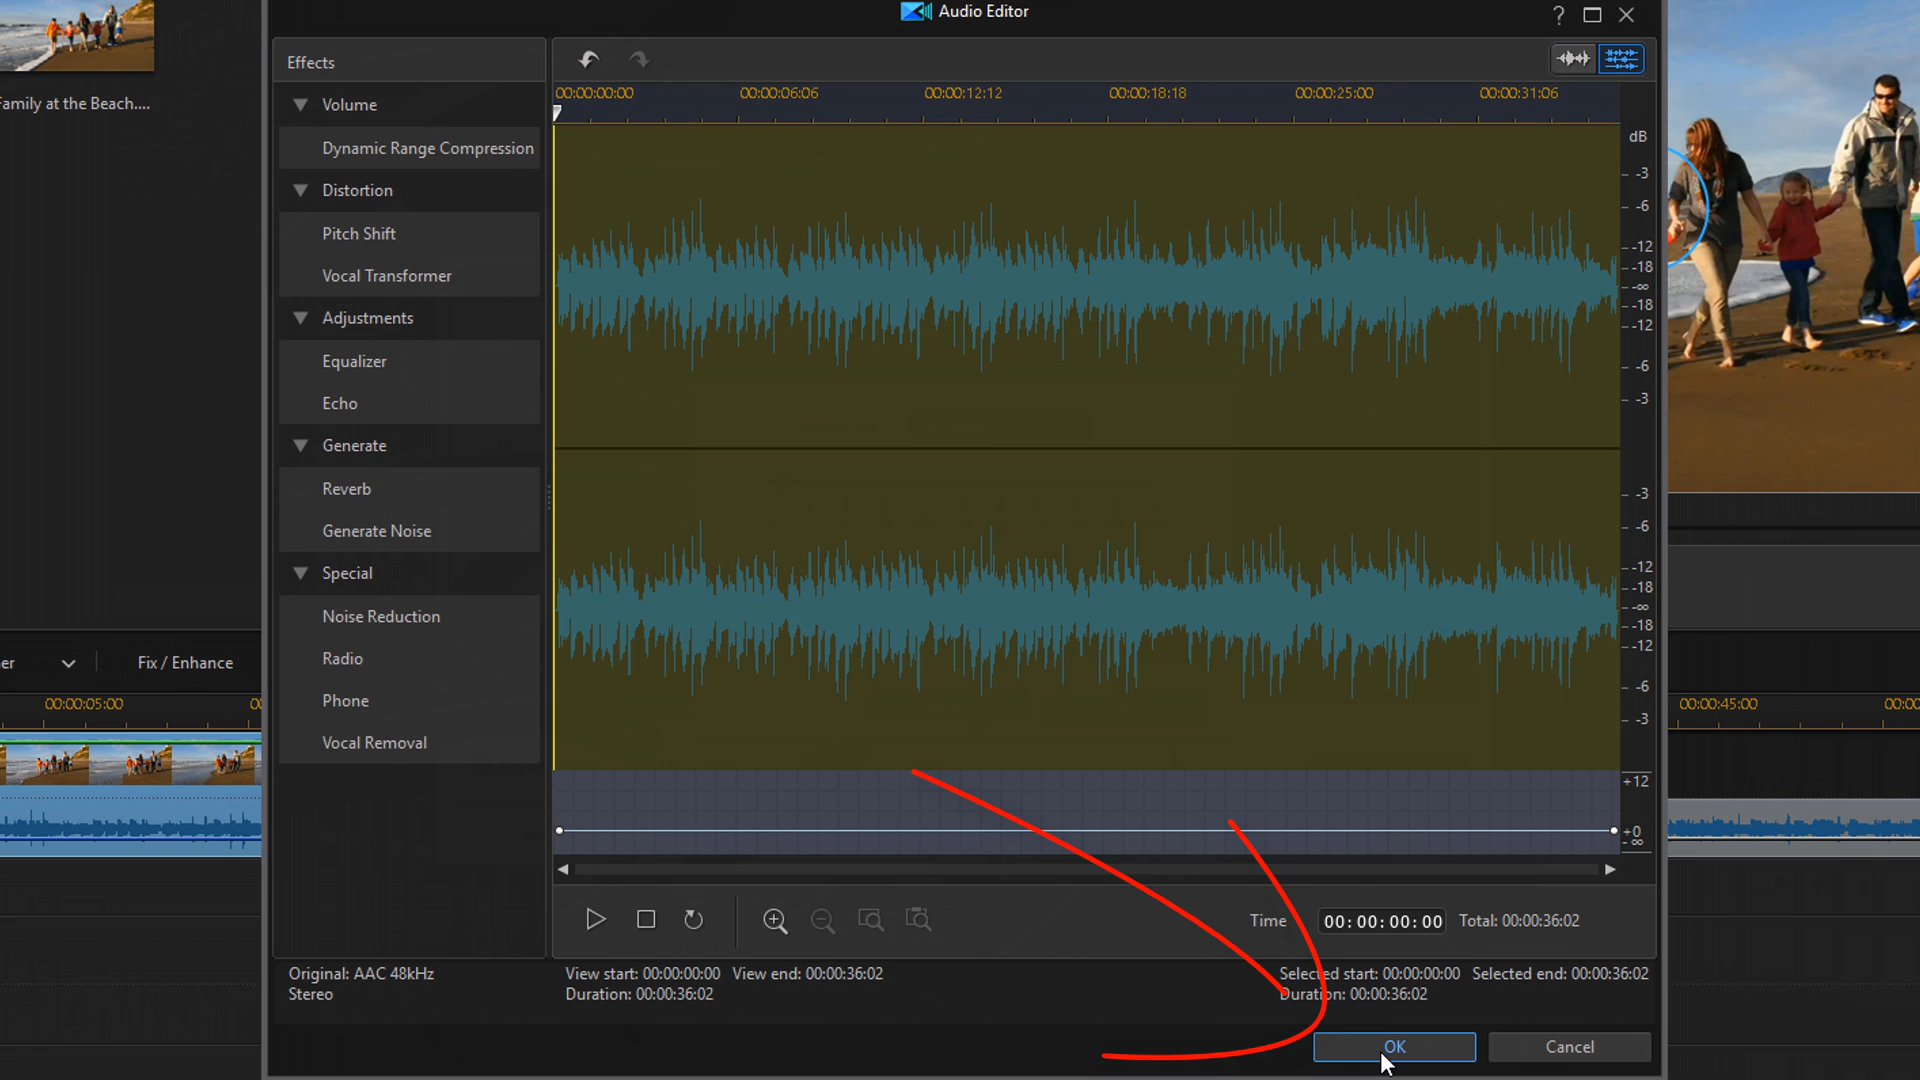 Audio Editor
?
Family at the Beach....
Effects
Volume
Dynamic Range Compression
Distortion
Pitch Shift
Vocal Transformer
Adjustments
Equalizer
Echo
Generate
Reverb
Generate Noise
Special
Noise Reduction
Radio
Phone
Vocal Removal
00:00:00:00 00:00:06:06 00:00:12:12 00:00:18:18 00:00:25:00 00:00:31:06
dB
-3
-6
-12
-18
-∞
-18
-12
-6
-3
-3
-6
-12
-18
-∞
-18
-12
-6
-3
+12
+0
-∞
er Fix / Enhance
00:00:05:00
00:00:45:00 00:00
Time 00:00:00:00 Total: 00:00:36:02
Original: AAC 48kHz
Stereo
View start: 00:00:00:00 View end: 00:00:36:02
Duration: 00:00:36:02
Selected start: 00:00:00:00 Selected end: 00:00:36:02
Duration: 00:00:36:02
OK Cancel